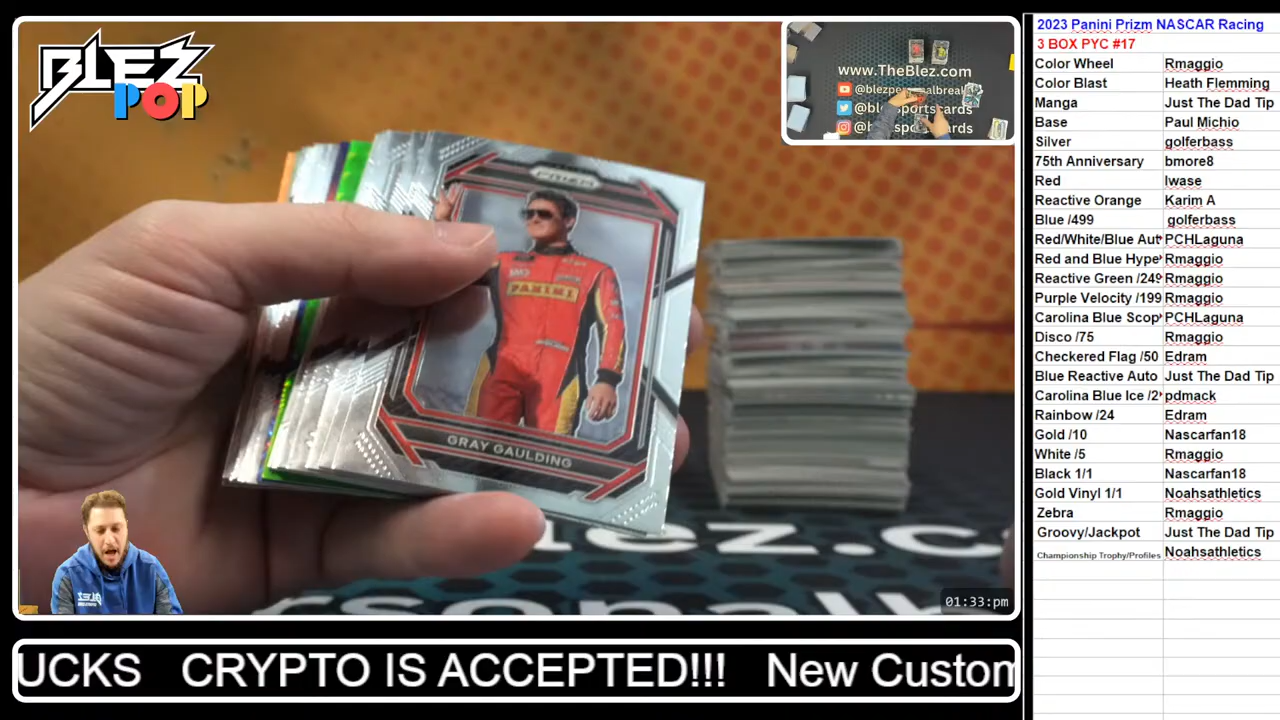 BLEZ
POP
www.TheBlez.com
PRIZM
PANINI
GRAY GAULDING
01:33:pm
UCKS CRYPTO IS ACCEPTED!!! New Custom
2023 Panini Prizm NASCAR Racing
3 BOX PYC #17
Color Wheel Rmaggio
Color Blast Heath Flemming
Manga Just The Dad Tip
Base Paul Michio
Silver golferbass
75th Anniversary bmore8
Red Iwase
Reactive Orange Karim A
Blue /499 golferbass
Red/White/Blue Aut PCHLaguna
Red and Blue Hype Rmaggio
Reactive Green /249 Rmaggio
Purple Velocity /199 Rmaggio
Carolina Blue Scop PCHLaguna
Disco /75 Rmaggio
Checkered Flag /50 Edram
Blue Reactive Auto Just The Dad Tip
Carolina Blue Ice /2 pdmack
Rainbow /24 Edram
Gold /10 Nascarfan18
White /5 Rmaggio
Black 1/1 Nascarfan18
Gold Vinyl 1/1 Noahsathletics
Zebra Rmaggio
Groovy/Jackpot Just The Dad Tip
Championship Trophy/Profiles Noahsathletics